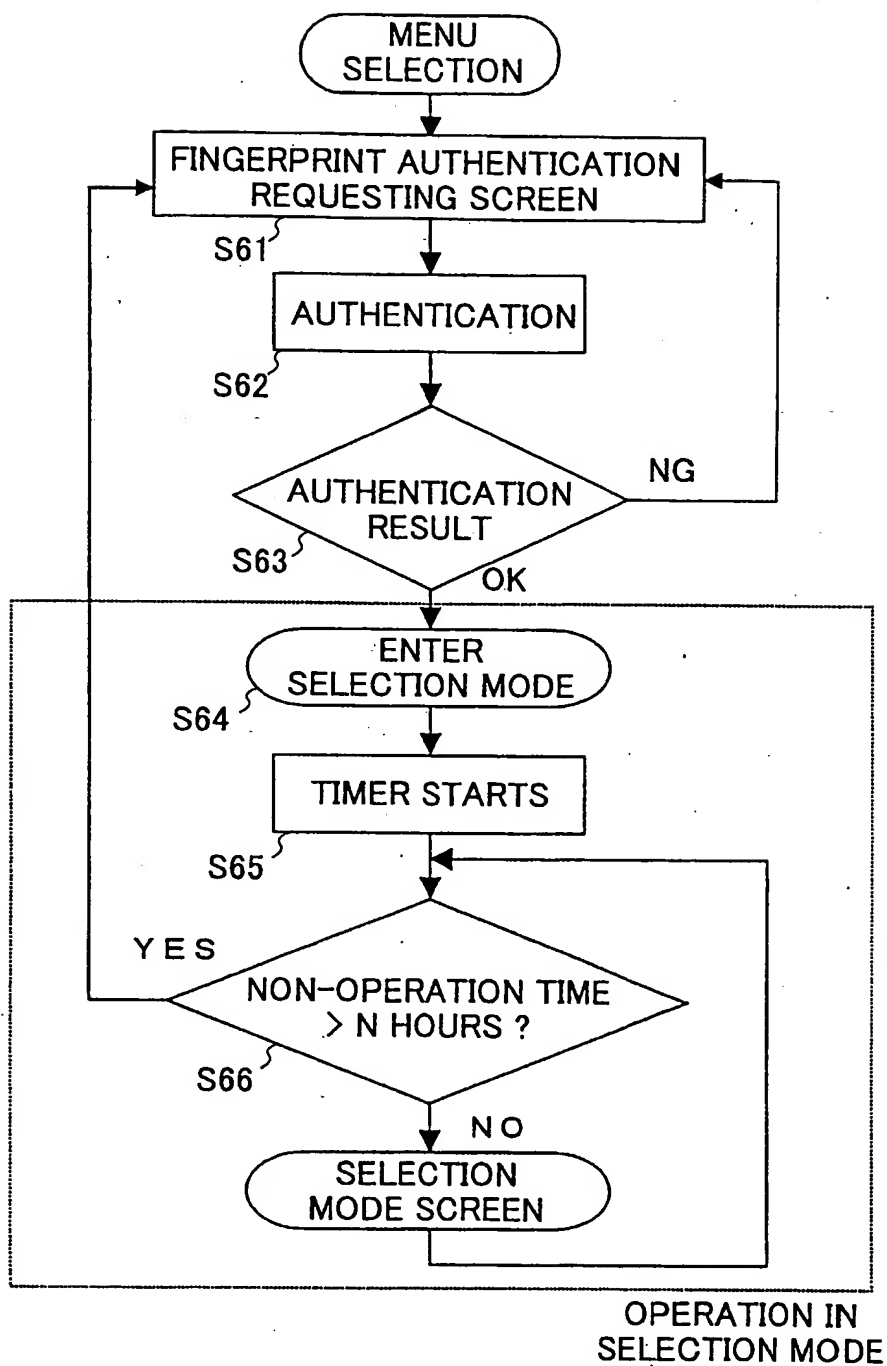 MENU
SELECTION
FINGERPRINT AUTHENTICATION
REQUESTING SCREEN
S61
AUTHENTICATION
S62
AUTHENTICATION
RESULT
NG
S63
OK
ENTER
SELECTION MODE
S64
TIMER STARTS
S65
YES
NON-OPERATION TIME
> N HOURS ?
S66
NO
SELECTION
MODE SCREEN
OPERATION IN
SELECTION MODE